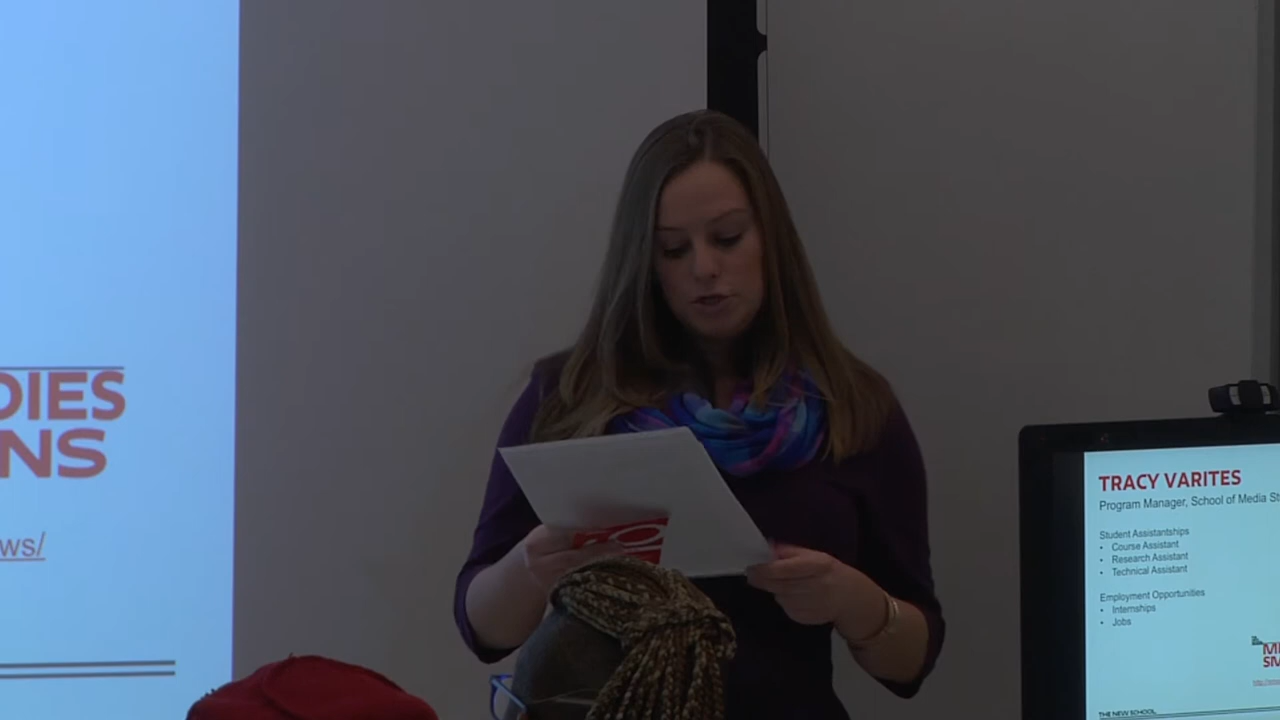 DIES
NS
ws/
TRACY VARITES
Program Manager, School of Media St
Student Assistantships
• Course Assistant
• Research Assistant
• Technical Assistant
Employment Opportunities
• Internships
• Jobs
THE NEW SCHOOL